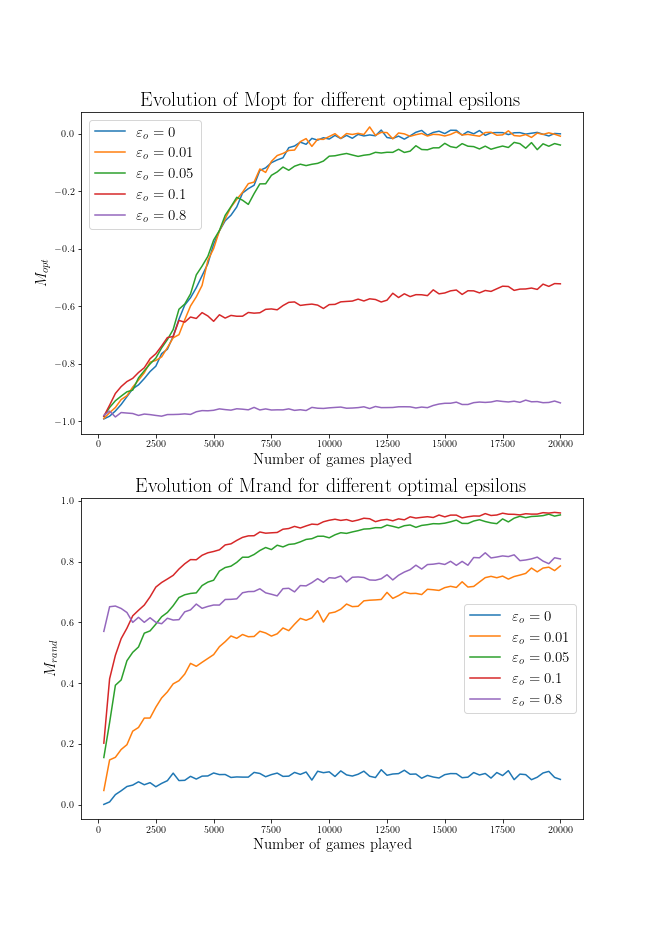 Evolution of Mopt for different optimal epsilons
0.0
−0.2
−0.4
−0.6
−0.8
−1.0
M_opt
ε_o = 0
ε_o = 0.01
ε_o = 0.05
ε_o = 0.1
ε_o = 0.8
0 2500 5000 7500 10000 12500 15000 17500 20000
Number of games played
Evolution of Mrand for different optimal epsilons
1.0
0.8
0.6
0.4
0.2
0.0
M_rand
ε_o = 0
ε_o = 0.01
ε_o = 0.05
ε_o = 0.1
ε_o = 0.8
0 2500 5000 7500 10000 12500 15000 17500 20000
Number of games played